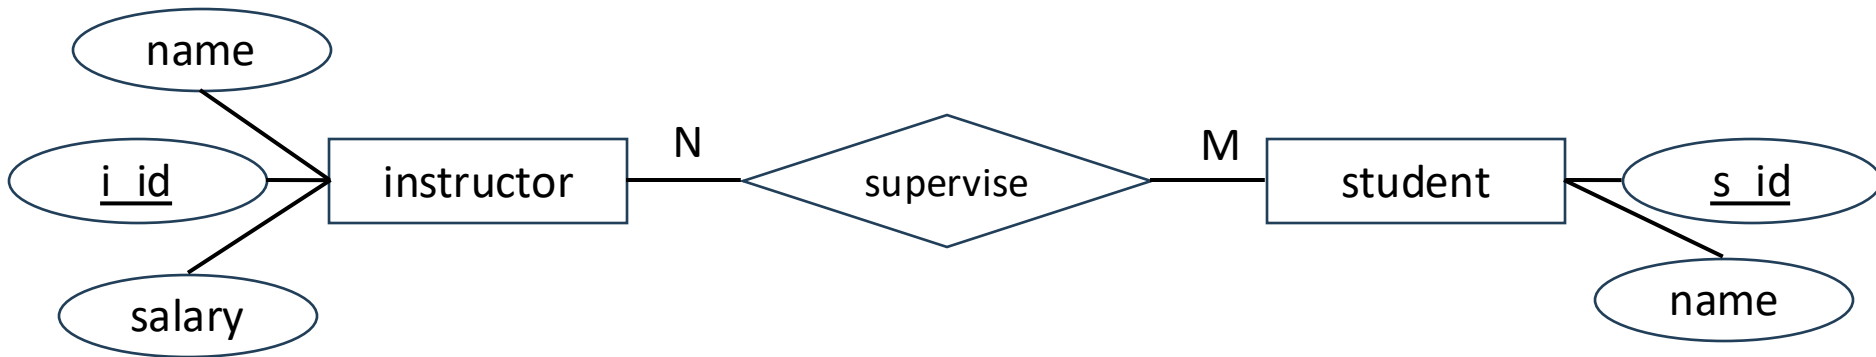 name
i_id
salary
instructor
N
supervise
M
student
s_id
name